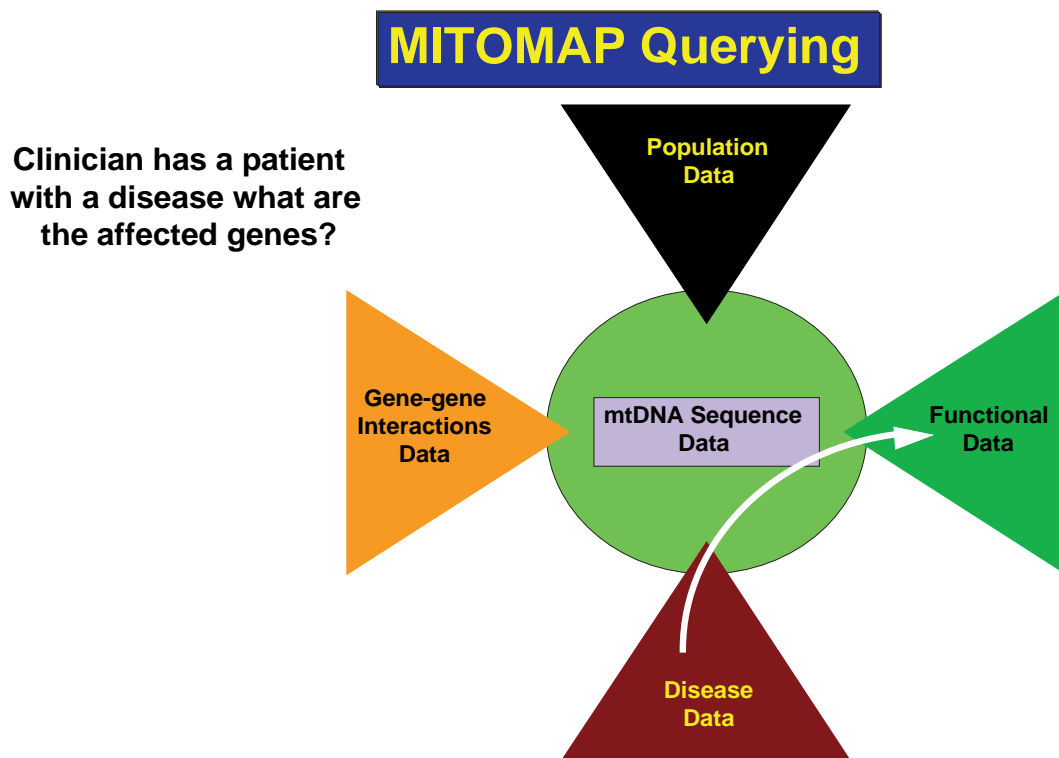 MITOMAP Querying
Clinician has a patient
with a disease what are
the affected genes?
Population
Data
Gene-gene
Interactions
Data
mtDNA Sequence
Data
Functional
Data
Disease
Data